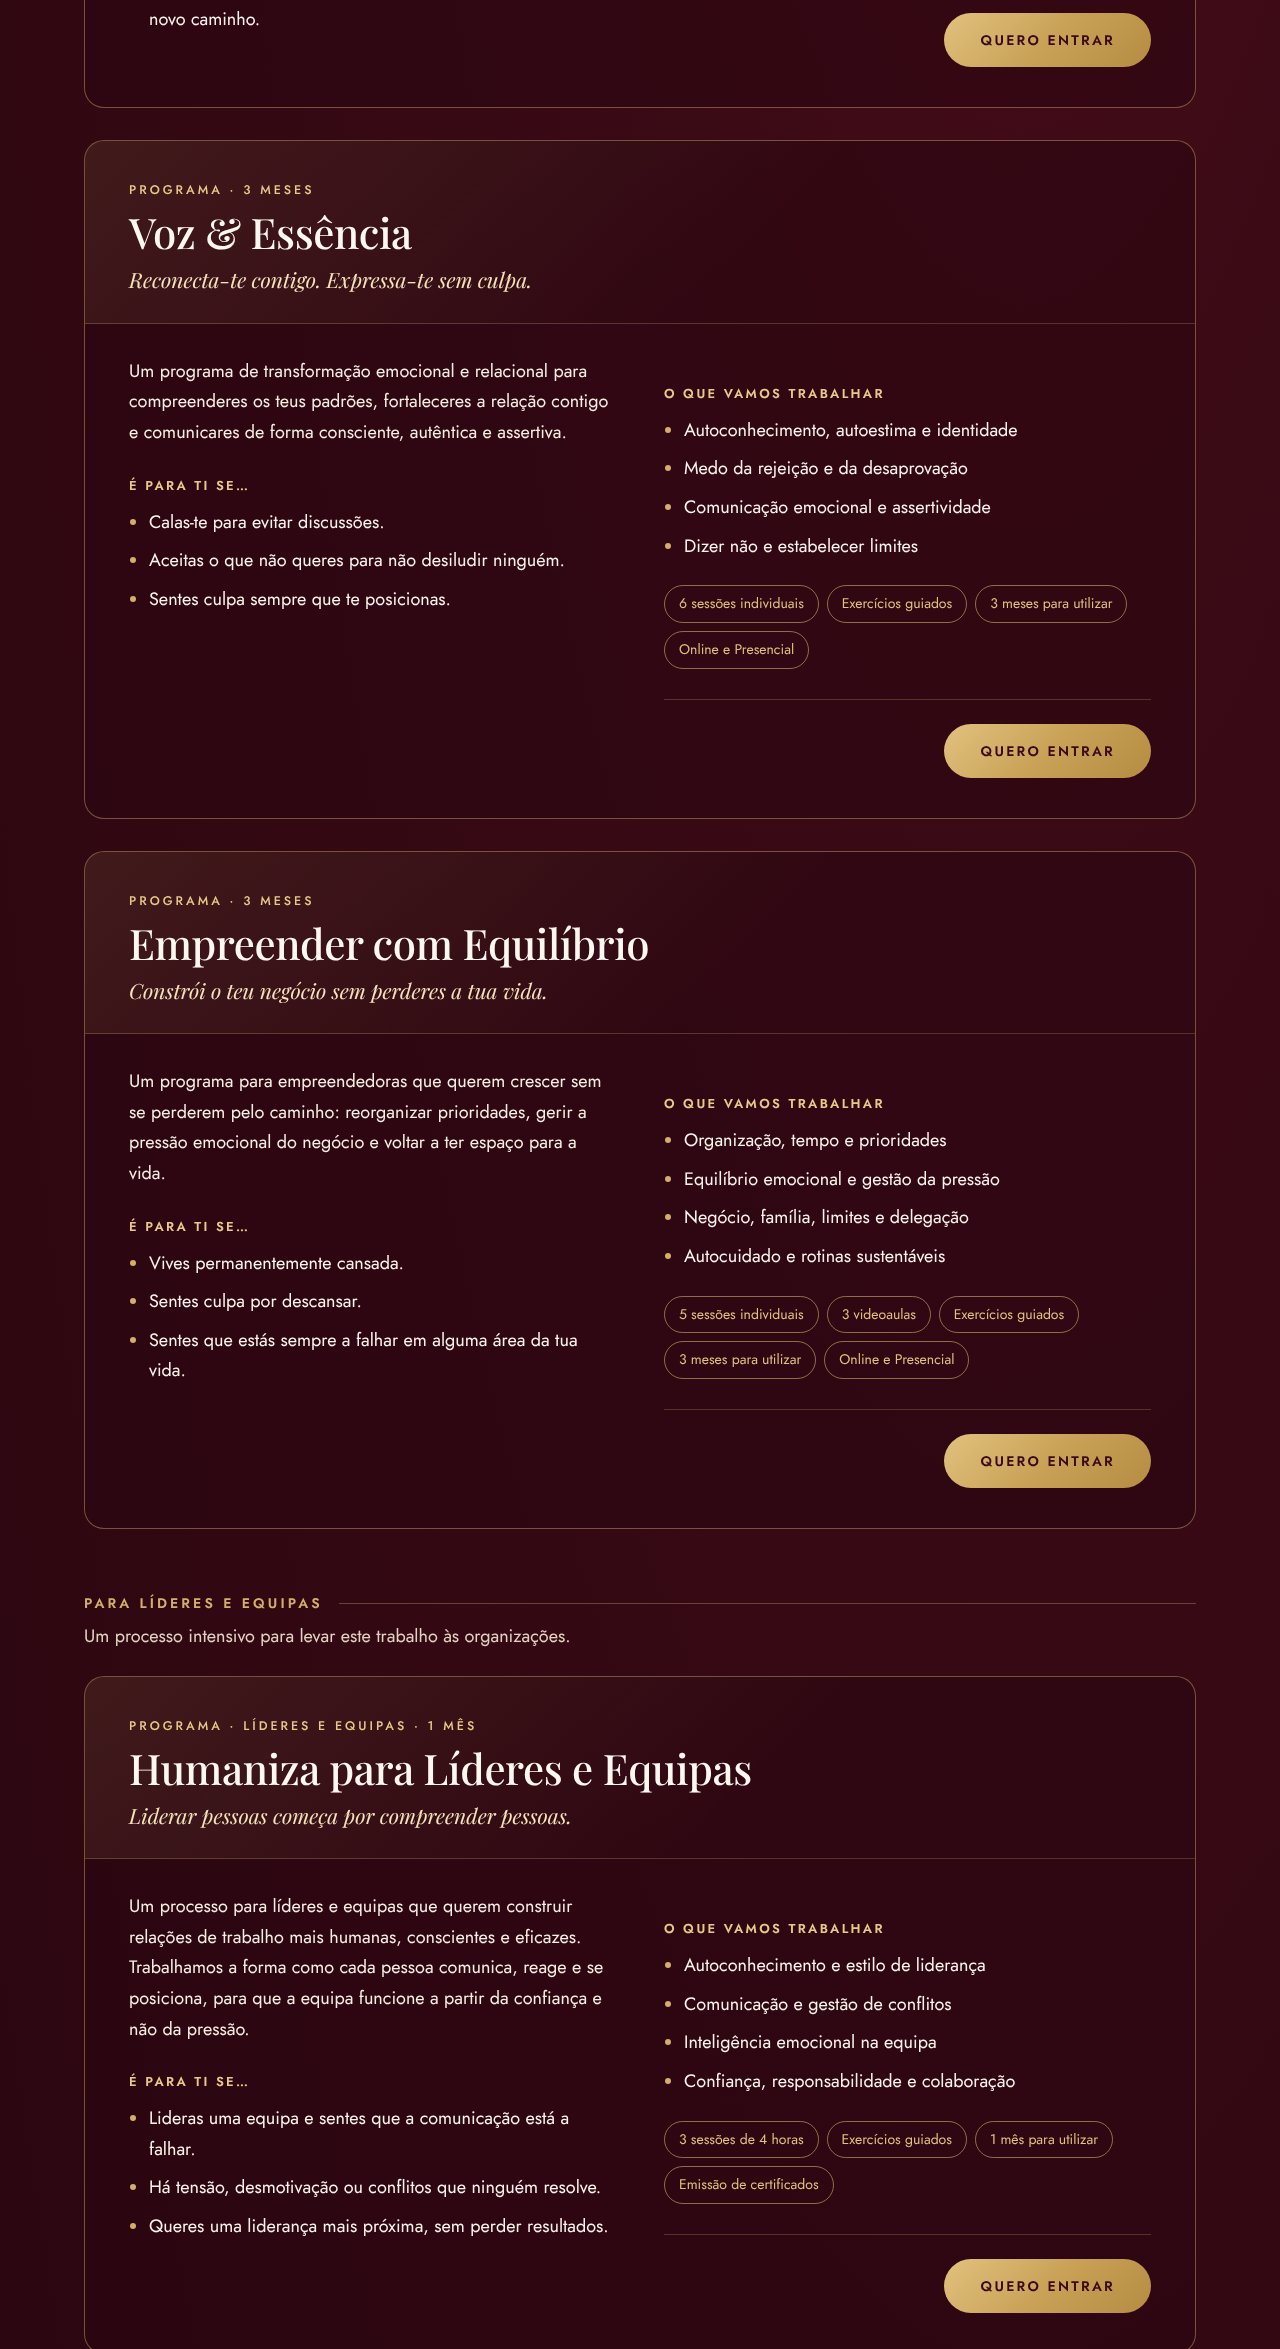 novo caminho.
QUERO ENTRAR
PROGRAMA · 3 MESES
Voz & Essência
Reconecta-te contigo. Expressa-te sem culpa.
Um programa de transformação emocional e relacional para
compreenderes os teus padrões, fortaleceres a relação contigo
e comunicares de forma consciente, autêntica e assertiva.
É PARA TI SE…
Calas-te para evitar discussões.
Aceitas o que não queres para não desiludir ninguém.
Sentes culpa sempre que te posicionas.
O QUE VAMOS TRABALHAR
Autoconhecimento, autoestima e identidade
Medo da rejeição e da desaprovação
Comunicação emocional e assertividade
Dizer não e estabelecer limites
6 sessões individuais Exercícios guiados 3 meses para utilizar
Online e Presencial
QUERO ENTRAR
PROGRAMA · 3 MESES
Empreender com Equilíbrio
Constrói o teu negócio sem perderes a tua vida.
Um programa para empreendedoras que querem crescer sem
se perderem pelo caminho: reorganizar prioridades, gerir a
pressão emocional do negócio e voltar a ter espaço para a
vida.
É PARA TI SE…
Vives permanentemente cansada.
Sentes culpa por descansar.
Sentes que estás sempre a falhar em alguma área da tua
vida.
O QUE VAMOS TRABALHAR
Organização, tempo e prioridades
Equilíbrio emocional e gestão da pressão
Negócio, família, limites e delegação
Autocuidado e rotinas sustentáveis
5 sessões individuais 3 videoaulas Exercícios guiados
3 meses para utilizar Online e Presencial
QUERO ENTRAR
PARA LÍDERES E EQUIPAS
Um processo intensivo para levar este trabalho às organizações.
PROGRAMA · LÍDERES E EQUIPAS · 1 MÊS
Humaniza para Líderes e Equipas
Liderar pessoas começa por compreender pessoas.
Um processo para líderes e equipas que querem construir
relações de trabalho mais humanas, conscientes e eficazes.
Trabalhamos a forma como cada pessoa comunica, reage e se
posiciona, para que a equipa funcione a partir da confiança e
não da pressão.
É PARA TI SE…
Lideras uma equipa e sentes que a comunicação está a
falhar.
Há tensão, desmotivação ou conflitos que ninguém resolve.
Queres uma liderança mais próxima, sem perder resultados.
O QUE VAMOS TRABALHAR
Autoconhecimento e estilo de liderança
Comunicação e gestão de conflitos
Inteligência emocional na equipa
Confiança, responsabilidade e colaboração
3 sessões de 4 horas Exercícios guiados 1 mês para utilizar
Emissão de certificados
QUERO ENTRAR